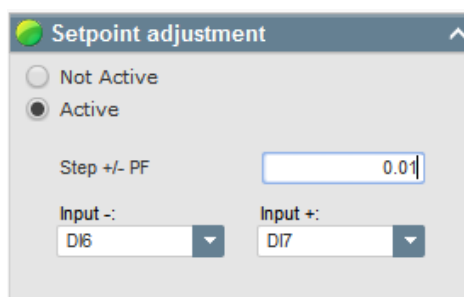 Setpoint adjustment
Not Active
Active
Step +/- PF 0.01
Input -: Input +:
DI6 DI7